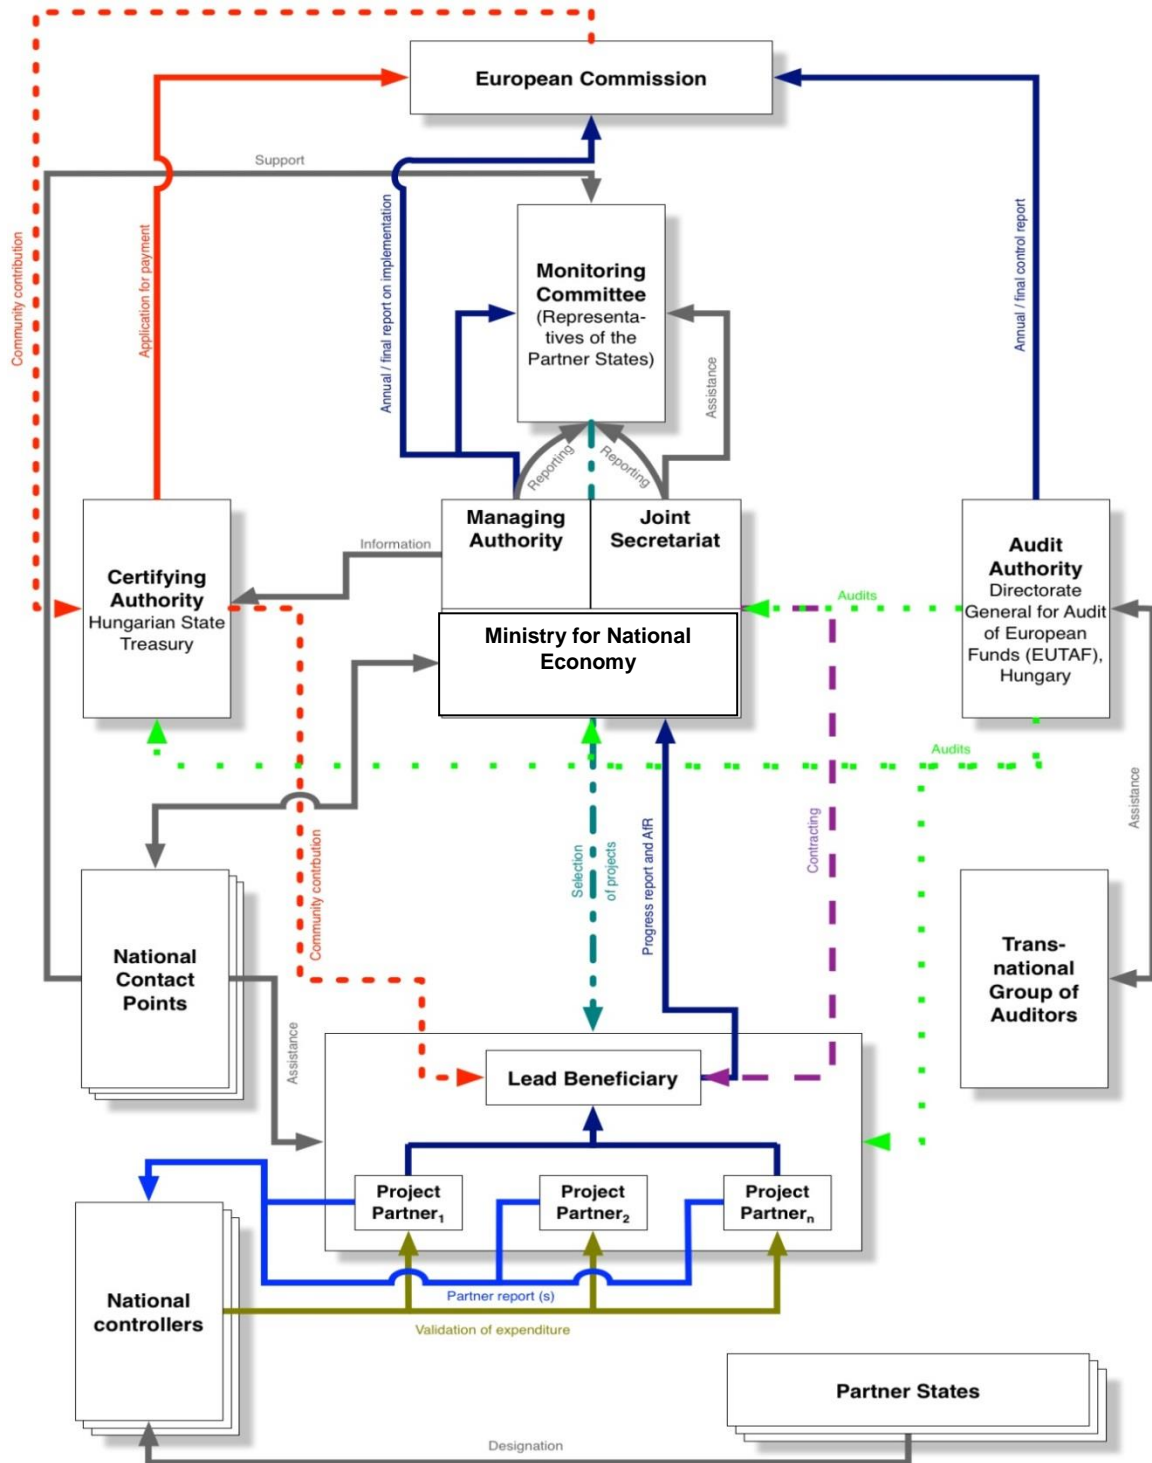 European Commission
Support
Community contribution
Application for payment
Annual / final report on implementation
Annual / final control report
Monitoring
Committee
(Representa-
tives of the
Partner States)
Assistance
Reporting
Reporting
Managing
Authority
Joint
Secretariat
Information
Certifying
Authority
Hungarian State
Treasury
Ministry for National
Economy
Audits
Audit
Authority
Directorate
General for Audit
of European
Funds (EUTAF),
Hungary
Audits
Assistance
Community contrbution
Selection
of projects
Progress report and AfR
Contracting
National
Contact
Points
Trans-
national
Group of
Auditors
Assistance
Lead Beneficiary
Project
Partner1
Project
Partner2
Project
Partnern
National
controllers
Partner report (s)
Validation of expenditure
Partner States
Designation